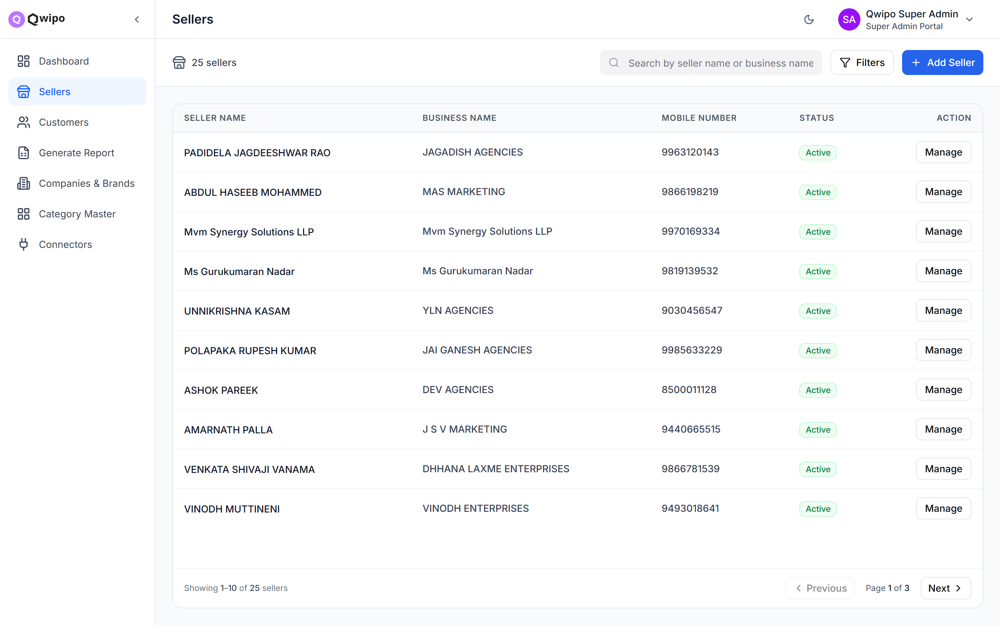 Qwipo
Sellers
SA
Qwipo Super Admin
Super Admin Portal
Dashboard
Sellers
Customers
Generate Report
Companies & Brands
Category Master
Connectors
25 sellers
Search by seller name or business name
Filters
Add Seller
SELLER NAME BUSINESS NAME MOBILE NUMBER STATUS ACTION
PADIDELA JAGDEESHWAR RAO JAGADISH AGENCIES 9963120143 Active Manage
ABDUL HASEEB MOHAMMED MAS MARKETING 9866198219 Active Manage
Mvm Synergy Solutions LLP Mvm Synergy Solutions LLP 9970169334 Active Manage
Ms Gurukumaran Nadar Ms Gurukumaran Nadar 9819139532 Active Manage
UNNIKRISHNA KASAM YLN AGENCIES 9030456547 Active Manage
POLAPAKA RUPESH KUMAR JAI GANESH AGENCIES 9985633229 Active Manage
ASHOK PAREEK DEV AGENCIES 8500011128 Active Manage
AMARNATH PALLA J S V MARKETING 9440665515 Active Manage
VENKATA SHIVAJI VANAMA DHHANA LAXME ENTERPRISES 9866781539 Active Manage
VINODH MUTTINENI VINODH ENTERPRISES 9493018641 Active Manage
Showing 1–10 of 25 sellers
Previous
Page 1 of 3
Next